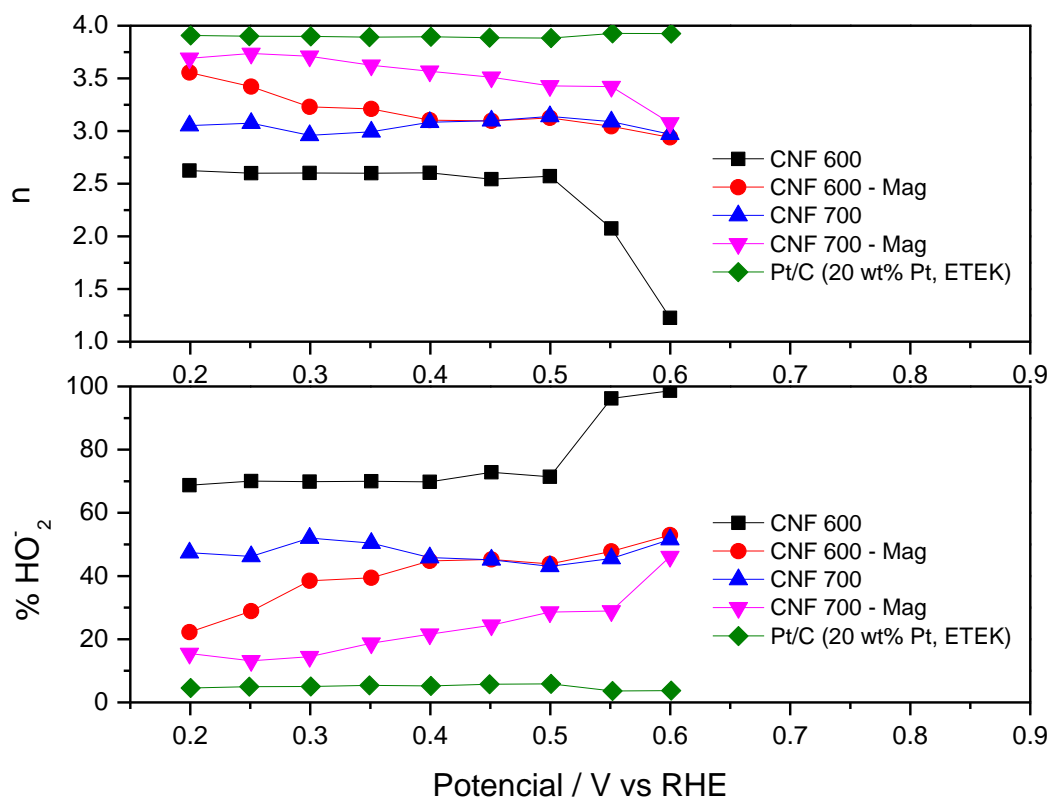 4.0
3.5
3.0
2.5
2.0
1.5
1.0
n
CNF 600
CNF 600 - Mag
CNF 700
CNF 700 - Mag
Pt/C (20 wt% Pt, ETEK)
0.2 0.3 0.4 0.5 0.6 0.7 0.8 0.9
100
80
60
40
20
0
% HO₂⁻
CNF 600
CNF 600 - Mag
CNF 700
CNF 700 - Mag
Pt/C (20 wt% Pt, ETEK)
0.2 0.3 0.4 0.5 0.6 0.7 0.8 0.9
Potencial / V vs RHE